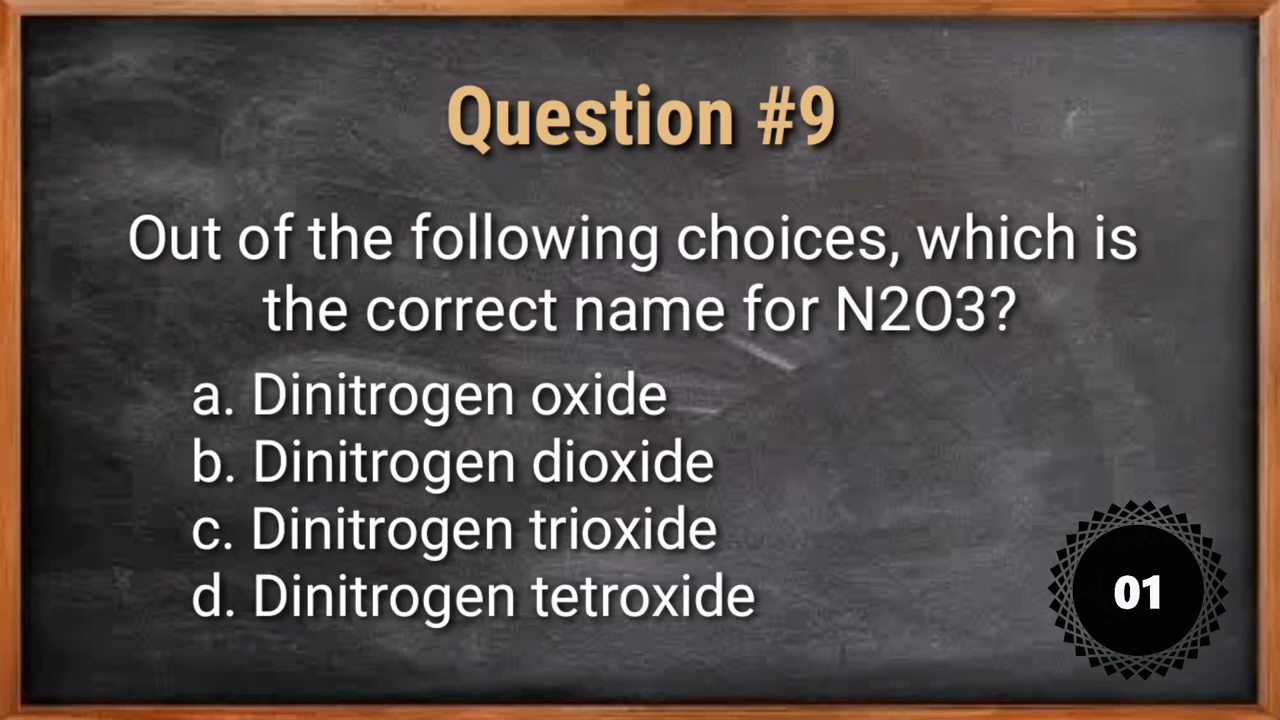 Question #9
Out of the following choices, which is
the correct name for N2O3?
a. Dinitrogen oxide
b. Dinitrogen dioxide
c. Dinitrogen trioxide
d. Dinitrogen tetroxide
01